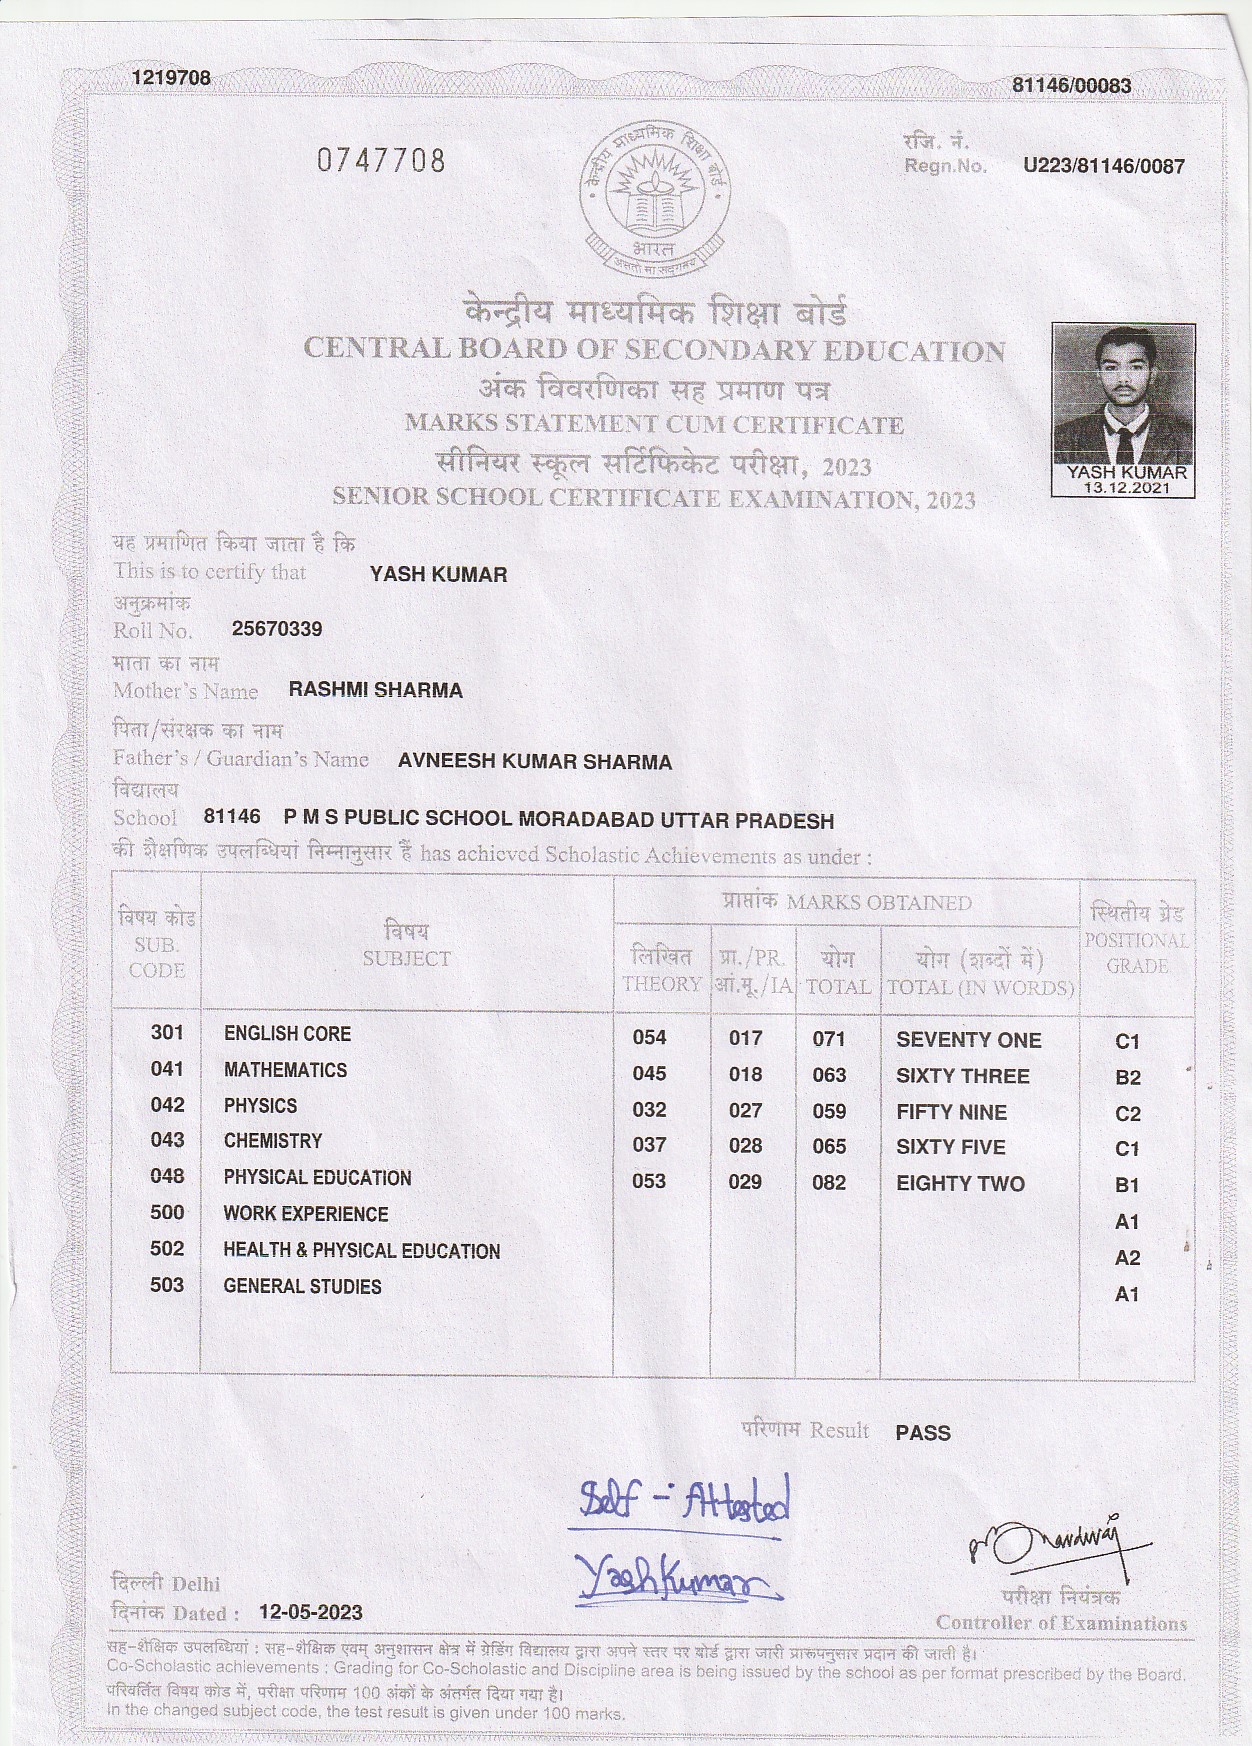 1219708
81146/00083
0747708
रजि. नं.
Regn.No. U223/81146/0087
केन्द्रीय माध्यमिक शिक्षा बोर्ड
भारत
असतो मा सद्गमय
केन्द्रीय माध्यमिक शिक्षा बोर्ड
CENTRAL BOARD OF SECONDARY EDUCATION
अंक विवरणिका सह प्रमाण पत्र
MARKS STATEMENT CUM CERTIFICATE
सीनियर स्कूल सर्टिफिकेट परीक्षा, 2023
SENIOR SCHOOL CERTIFICATE EXAMINATION, 2023
YASH KUMAR
13.12.2021
यह प्रमाणित किया जाता है कि
This is to certify that YASH KUMAR
अनुक्रमांक
Roll No. 25670339
माता का नाम
Mother's Name RASHMI SHARMA
पिता/संरक्षक का नाम
Father's / Guardian's Name AVNEESH KUMAR SHARMA
विद्यालय
School 81146 P M S PUBLIC SCHOOL MORADABAD UTTAR PRADESH
की शैक्षणिक उपलब्धियां निम्नानुसार हैं has achieved Scholastic Achievements as under :
विषय कोड
SUB.
CODE
विषय
SUBJECT
प्राप्तांक MARKS OBTAINED
लिखित
THEORY
प्रा./PR.
आं.मू./IA
योग
TOTAL
योग (शब्दों में)
TOTAL (IN WORDS)
स्थितीय ग्रेड
POSITIONAL
GRADE
301 ENGLISH CORE 054 017 071 SEVENTY ONE C1
041 MATHEMATICS 045 018 063 SIXTY THREE B2
042 PHYSICS 032 027 059 FIFTY NINE C2
043 CHEMISTRY 037 028 065 SIXTY FIVE C1
048 PHYSICAL EDUCATION 053 029 082 EIGHTY TWO B1
500 WORK EXPERIENCE A1
502 HEALTH & PHYSICAL EDUCATION A2
503 GENERAL STUDIES A1
परिणाम Result PASS
Self - Attested
Yash Kumar
दिल्ली Delhi
दिनांक Dated : 12-05-2023
परीक्षा नियंत्रक
Controller of Examinations
सह-शैक्षिक उपलब्धियां : सह-शैक्षिक एवम् अनुशासन क्षेत्र में ग्रेडिंग विद्यालय द्वारा अपने स्तर पर बोर्ड द्वारा जारी प्रारूपनुसार प्रदान की जाती है।
Co-Scholastic achievements : Grading for Co-Scholastic and Discipline area is being issued by the school as per format prescribed by the Board.
परिवर्तित विषय कोड में, परीक्षा परिणाम 100 अंकों के अंतर्गत दिया गया है।
In the changed subject code, the test result is given under 100 marks.